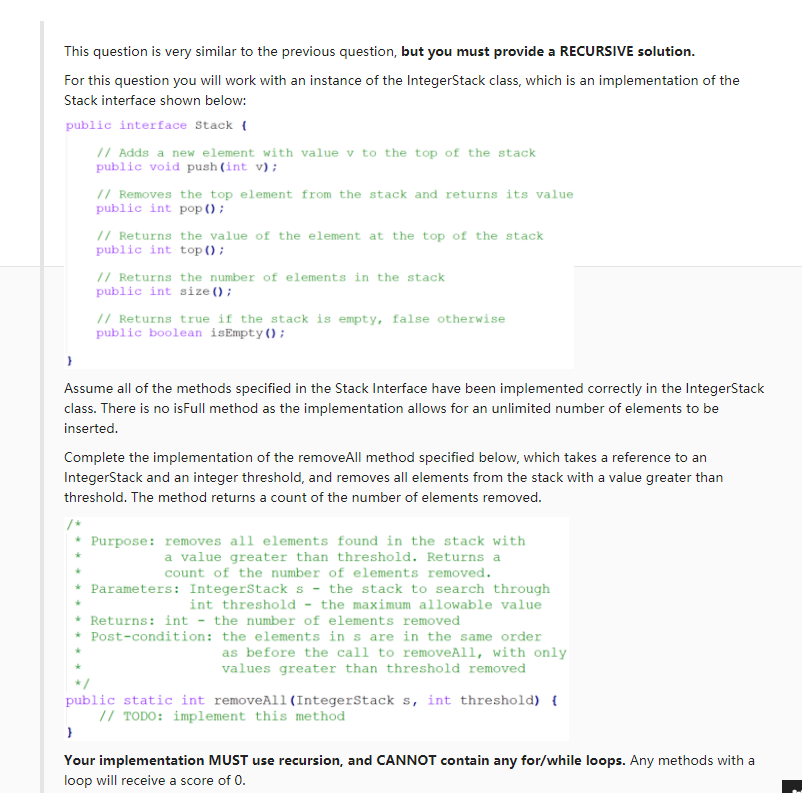 This question is very similar to the previous question, but you must provide a RECURSIVE solution.
For this question you will work with an instance of the IntegerStack class, which is an implementation of the
Stack interface shown below:
public interface Stack {
// Adds a new element with value v to the top of the stack
public void push(int v);
// Removes the top element from the stack and returns its value
public int pop();
// Returns the value of the element at the top of the stack
public int top();
// Returns the number of elements in the stack
public int size();
// Returns true if the stack is empty, false otherwise
public boolean isEmpty();
}
Assume all of the methods specified in the Stack Interface have been implemented correctly in the IntegerStack
class. There is no isFull method as the implementation allows for an unlimited number of elements to be
inserted.
Complete the implementation of the removeAll method specified below, which takes a reference to an
IntegerStack and an integer threshold, and removes all elements from the stack with a value greater than
threshold. The method returns a count of the number of elements removed.
/*
* Purpose: removes all elements found in the stack with
* a value greater than threshold. Returns a
* count of the number of elements removed.
* Parameters: IntegerStack s - the stack to search through
* int threshold - the maximum allowable value
* Returns: int - the number of elements removed
* Post-condition: the elements in s are in the same order
* as before the call to removeAll, with only
* values greater than threshold removed
*/
public static int removeAll(IntegerStack s, int threshold) {
// TODO: implement this method
}
Your implementation MUST use recursion, and CANNOT contain any for/while loops. Any methods with a
loop will receive a score of 0.